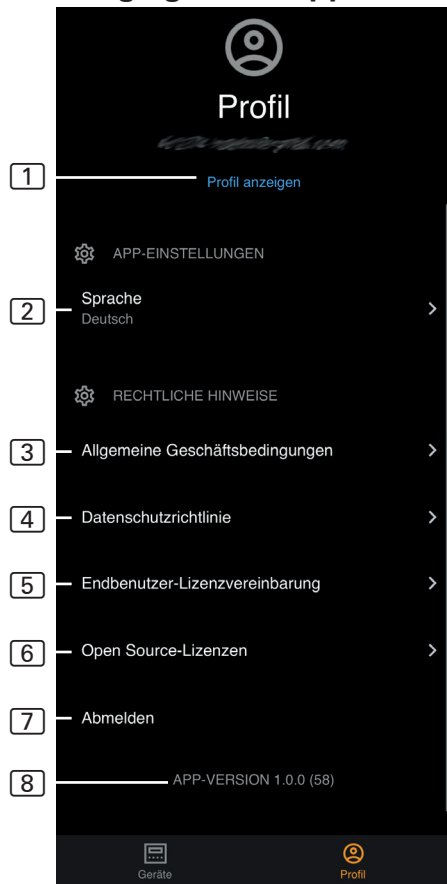 Profil
1
Profil anzeigen
APP-EINSTELLUNGEN
2
Sprache
Deutsch
RECHTLICHE HINWEISE
3
Allgemeine Geschäftsbedingungen
4
Datenschutzrichtlinie
5
Endbenutzer-Lizenzvereinbarung
6
Open Source-Lizenzen
7
Abmelden
8
APP-VERSION 1.0.0 (58)
Geräte
Profil